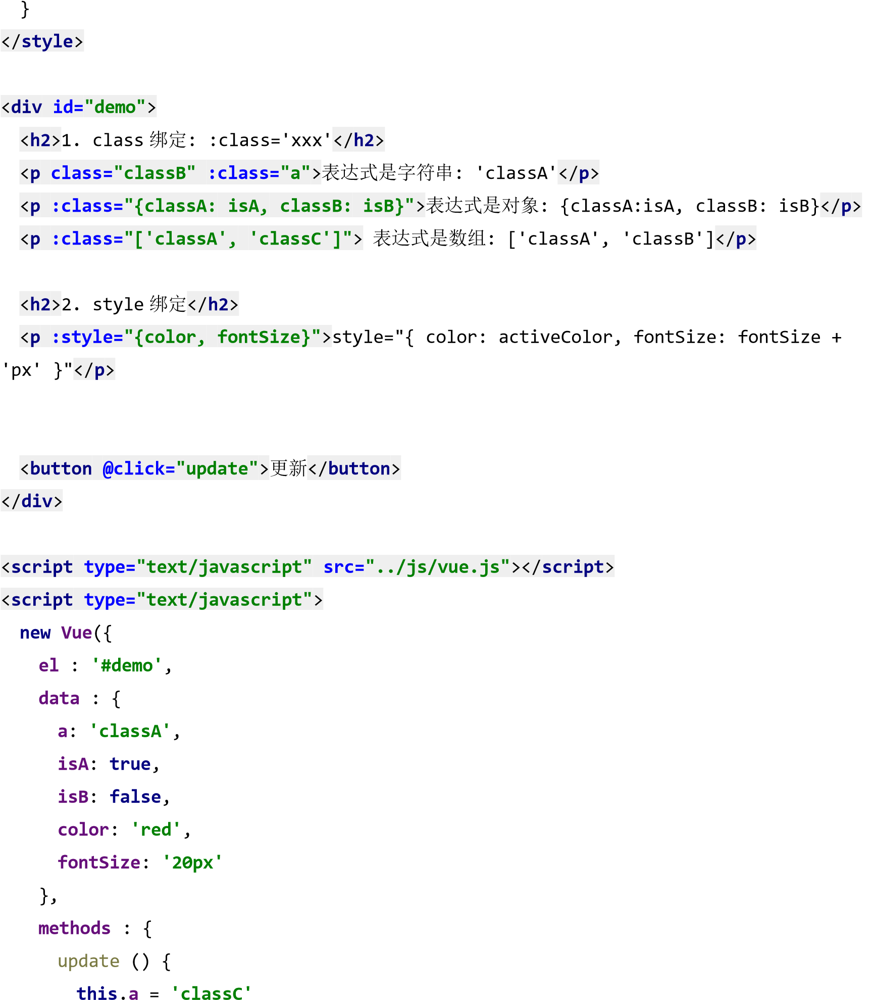 }
</style>
<div id="demo">
<h2>1. class 绑定: :class='xxx'</h2>
<p class="classB" :class="a">表达式是字符串: 'classA'</p>
<p :class="{classA: isA, classB: isB}">表达式是对象: {classA:isA, classB: isB}</p>
<p :class="['classA', 'classC']"> 表达式是数组: ['classA', 'classB']</p>
<h2>2. style 绑定</h2>
<p :style="{color, fontSize}">style="{ color: activeColor, fontSize: fontSize +
'px' }"</p>
<button @click="update">更新</button>
</div>
<script type="text/javascript" src="../js/vue.js"></script>
<script type="text/javascript">
new Vue({
el : '#demo',
data : {
a: 'classA',
isA: true,
isB: false,
color: 'red',
fontSize: '20px'
},
methods : {
update () {
this.a = 'classC'